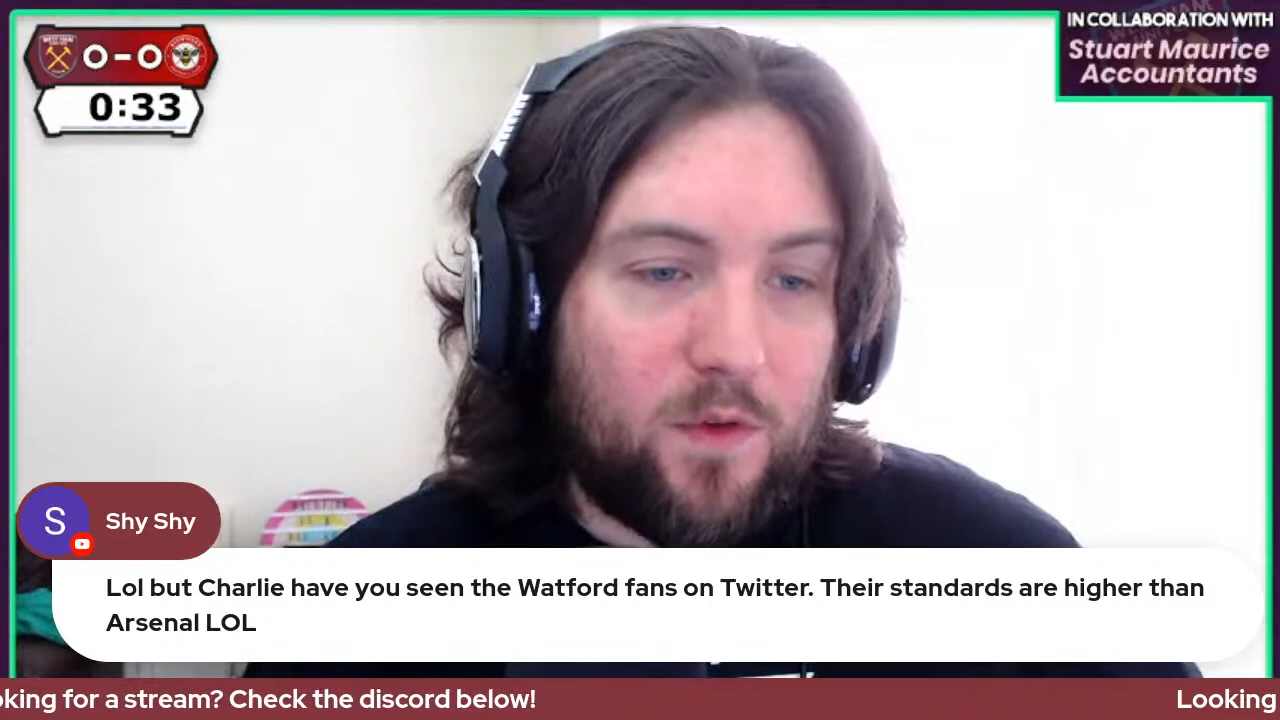 IN COLLABORATION WITH
Stuart Maurice
Accountants
0-0
0:33
S
Shy Shy
Lol but Charlie have you seen the Watford fans on Twitter. Their standards are higher than
Arsenal LOL
oking for a stream? Check the discord below!
Looking